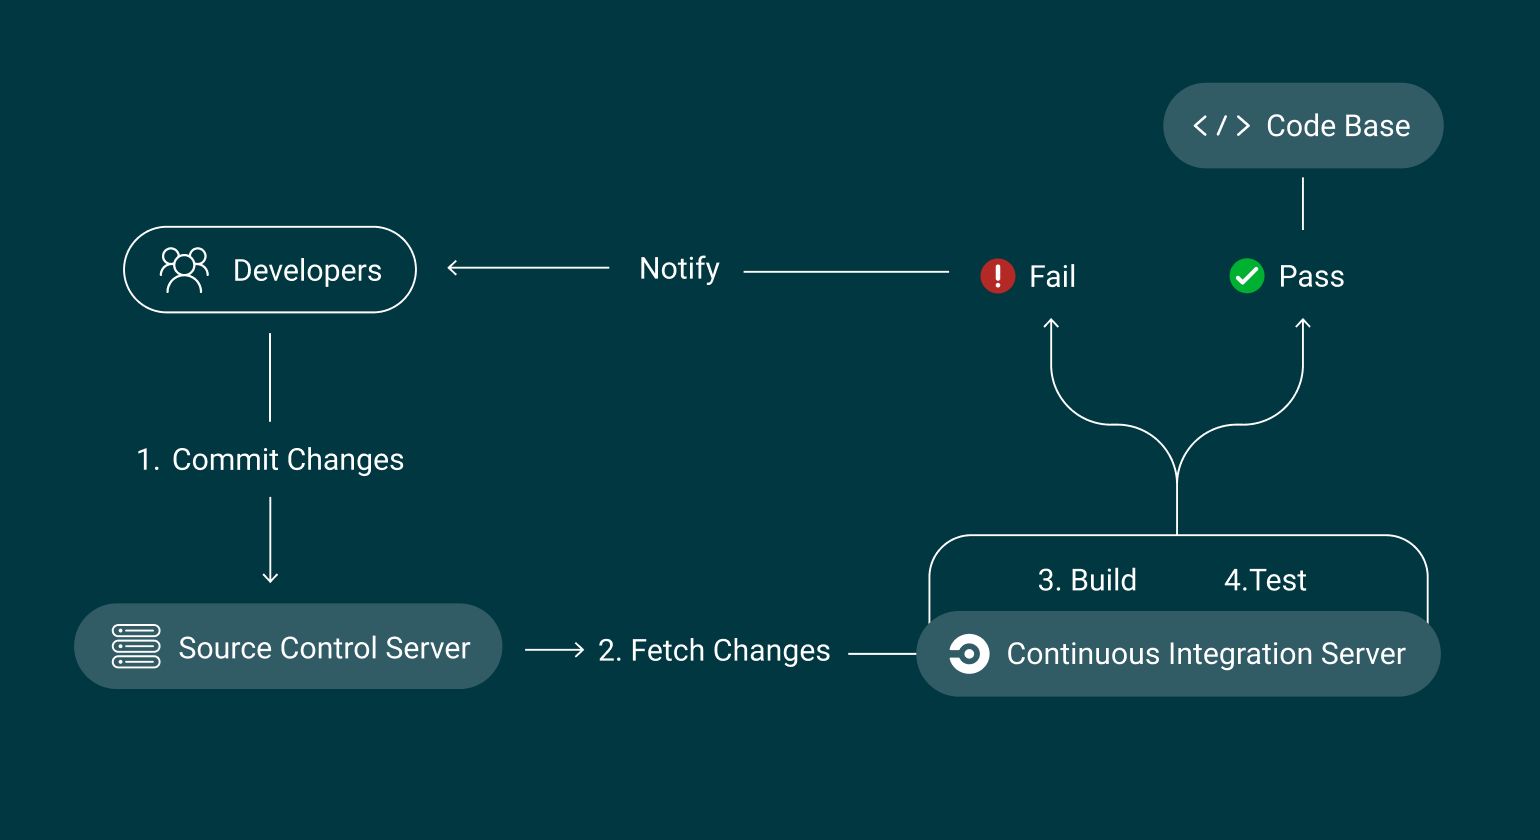 </> Code Base
Developers
Notify
Fail
Pass
1. Commit Changes
3. Build
4.Test
Source Control Server
2. Fetch Changes
Continuous Integration Server